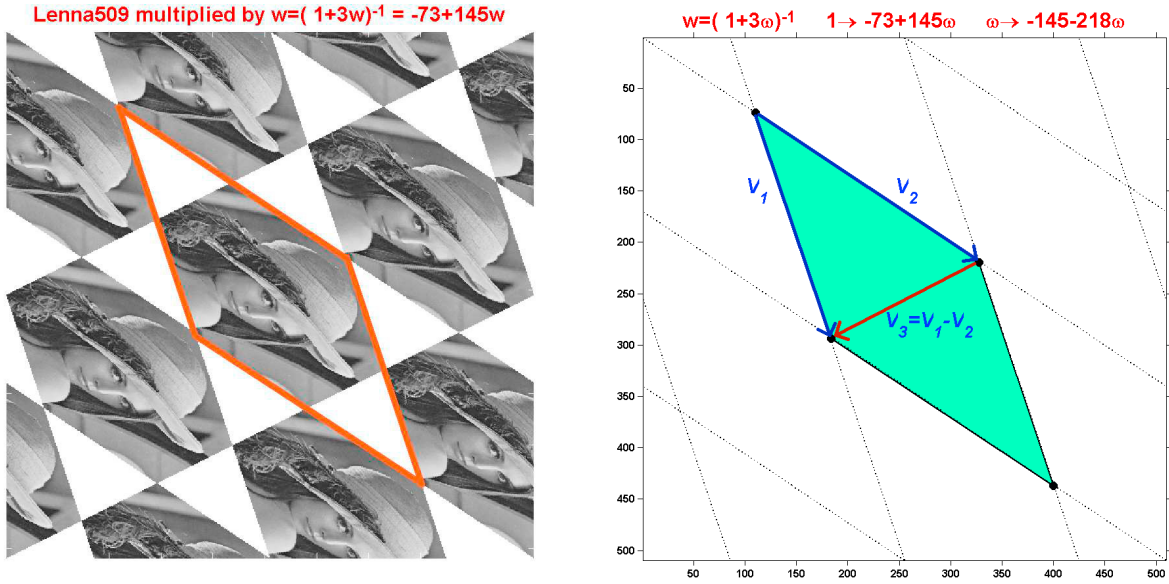 Lenna509 multiplied by w=( 1+3w)-1 = -73+145w
w=( 1+3ω)-1 1→ -73+145ω ω→ -145-218ω
50
100
150
200
250
300
350
400
450
500
V1
V2
V3=V1-V2
50 100 150 200 250 300 350 400 450 500